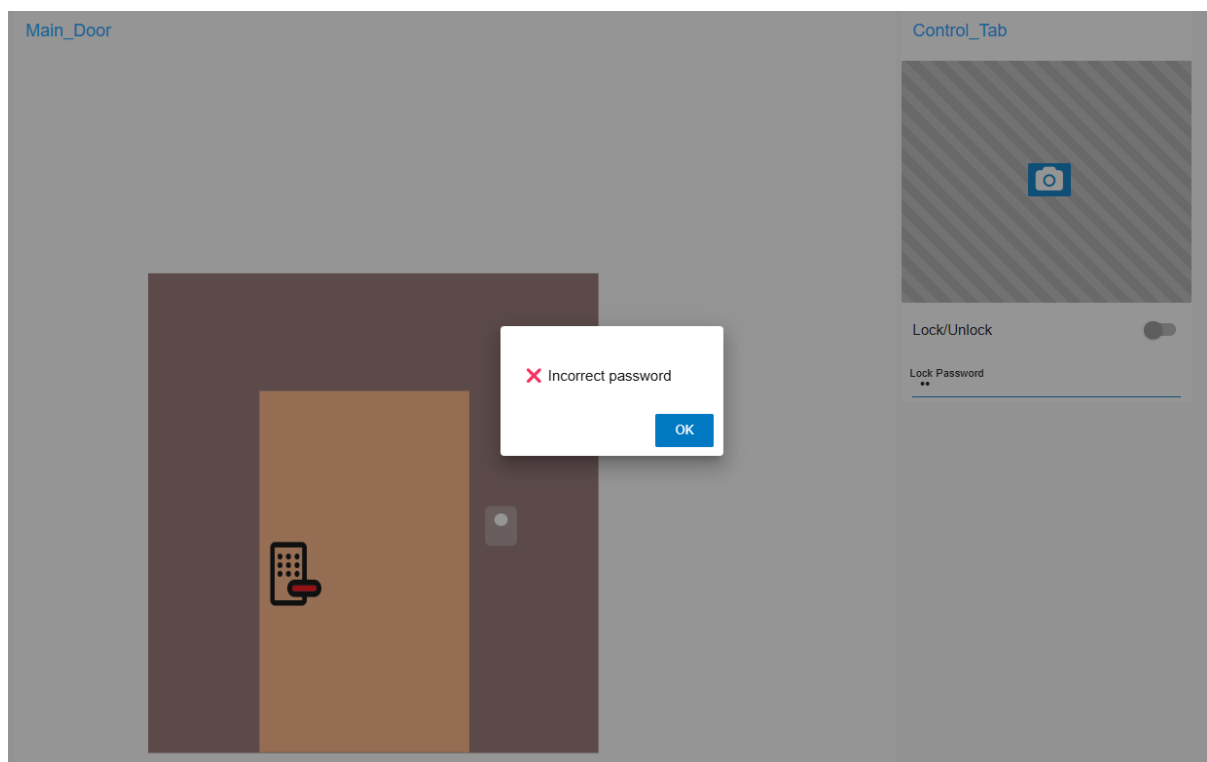 Main_Door
Control_Tab
Lock/Unlock
Lock Password
••
❌ Incorrect password
OK